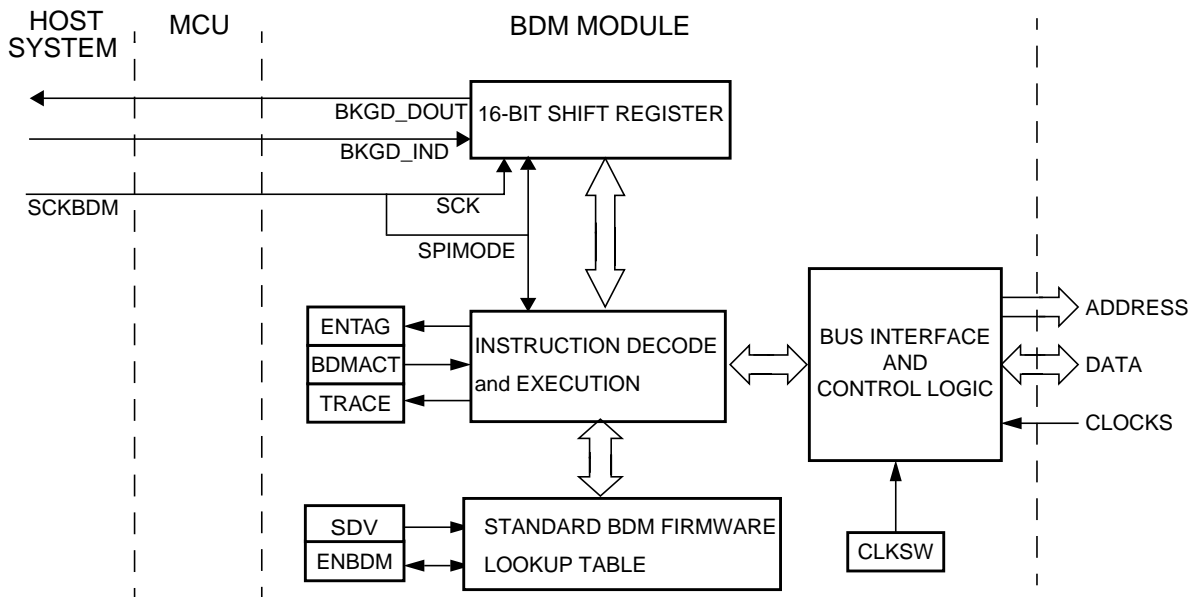 HOST
SYSTEM
MCU
BDM MODULE
BKGD_DOUT
16-BIT SHIFT REGISTER
BKGD_IND
SCKBDM
SCK
SPIMODE
ENTAG
BDMACT
TRACE
INSTRUCTION DECODE
and EXECUTION
BUS INTERFACE
AND
CONTROL LOGIC
ADDRESS
DATA
CLOCKS
SDV
ENBDM
STANDARD BDM FIRMWARE
LOOKUP TABLE
CLKSW